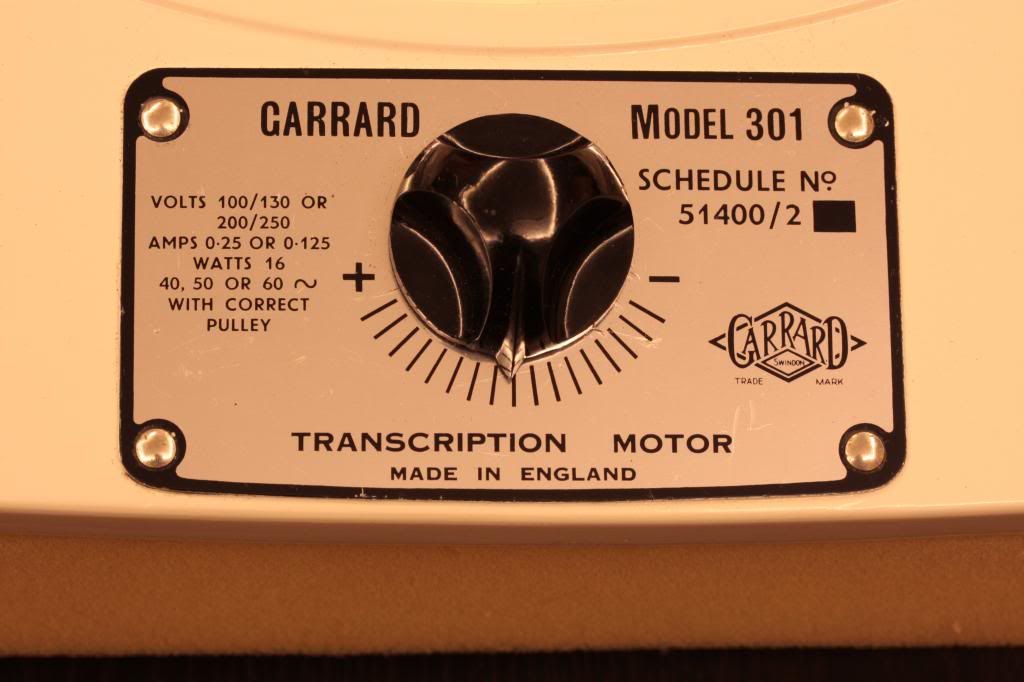 GARRARD
MODEL 301
SCHEDULE Nº
51400/2
VOLTS 100/130 OR
200/250
AMPS 0·25 OR 0·125
WATTS 16
40, 50 OR 60 ~
WITH CORRECT
PULLEY
+
−
GARRARD
SWINDON
TRADE MARK
TRANSCRIPTION MOTOR
MADE IN ENGLAND